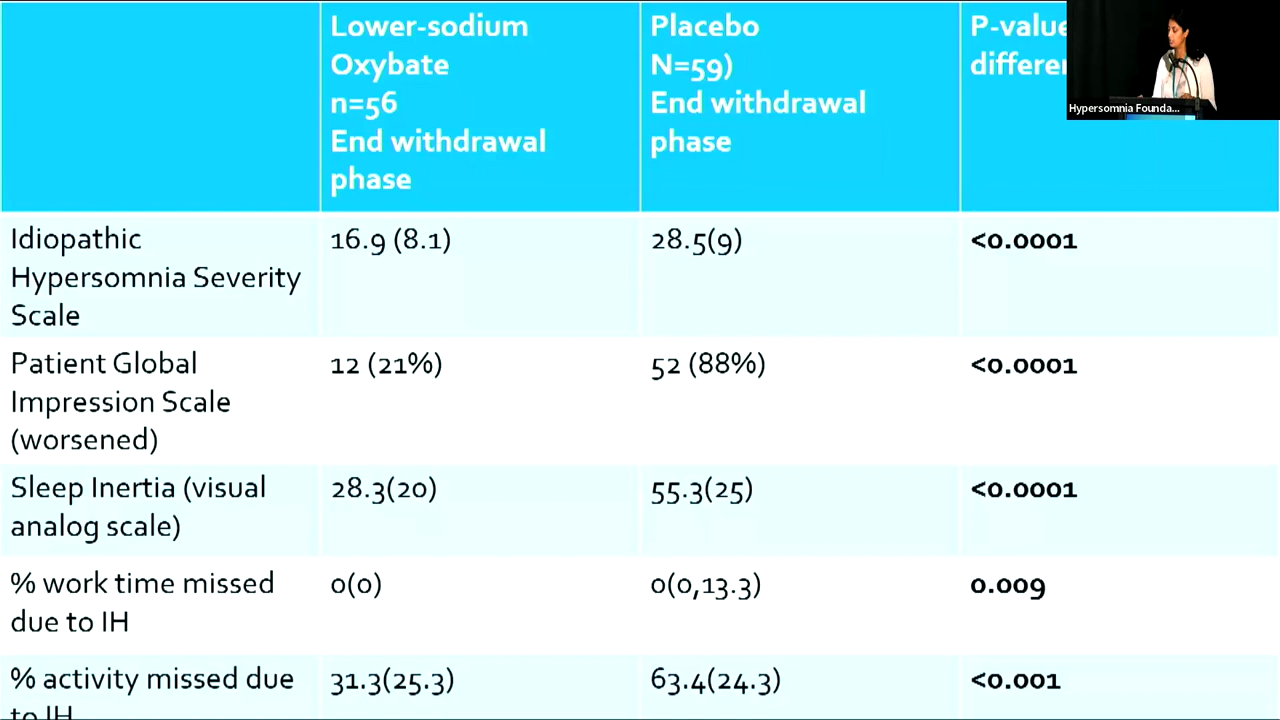 Lower-sodium
Oxybate
n=56
End withdrawal
phase
Placebo
N=59)
End withdrawal
phase
P-value
Hypersomnia Founda...
Idiopathic
Hypersomnia Severity
Scale
16.9 (8.1)
28.5(9)
<0.0001
Patient Global
Impression Scale
(worsened)
12 (21%)
52 (88%)
<0.0001
Sleep Inertia (visual
analog scale)
28.3(20)
55.3(25)
<0.0001
% work time missed
due to IH
0(0)
0(0,13.3)
0.009
% activity missed due
to IH
31.3(25.3)
63.4(24.3)
<0.001